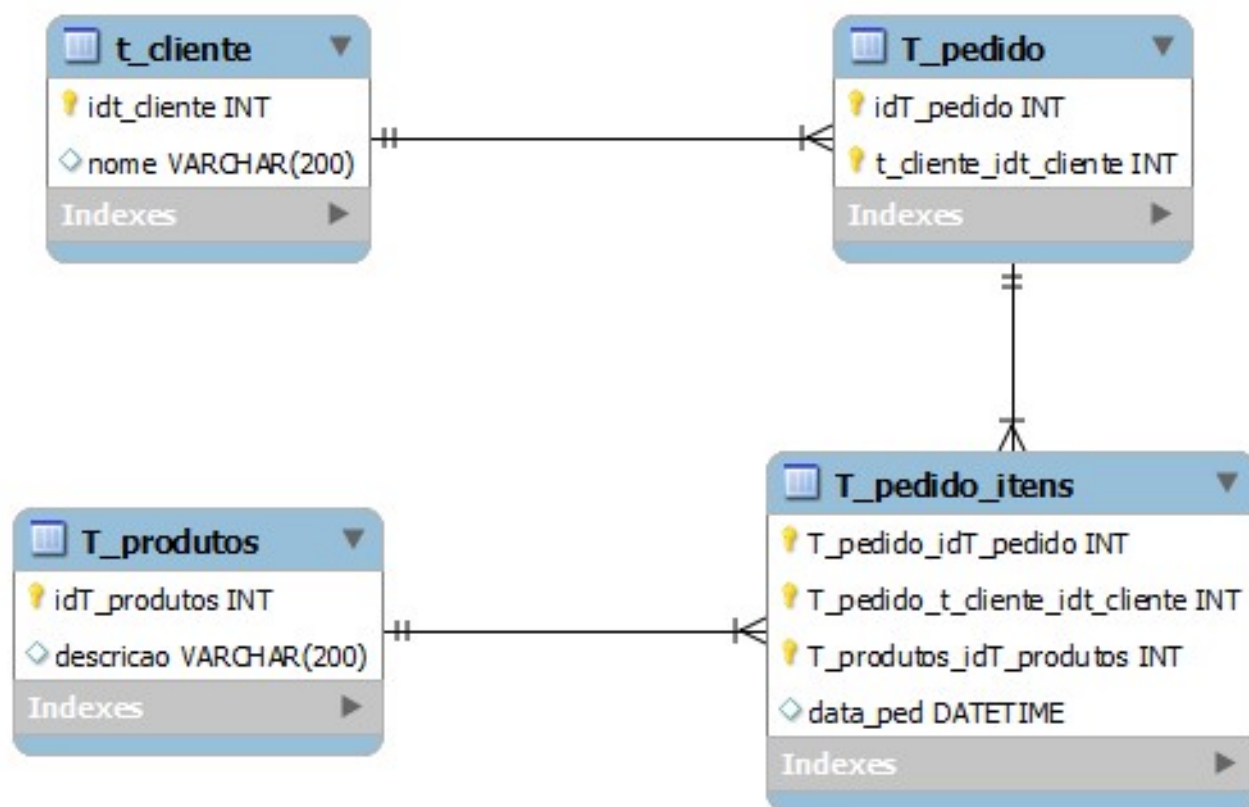 t_cliente
idt_cliente INT
nome VARCHAR(200)
Indexes
T_pedido
idT_pedido INT
t_cliente_idt_cliente INT
Indexes
T_produtos
idT_produtos INT
descricao VARCHAR(200)
Indexes
T_pedido_itens
T_pedido_idT_pedido INT
T_pedido_t_cliente_idt_cliente INT
T_produtos_idT_produtos INT
data_ped DATETIME
Indexes